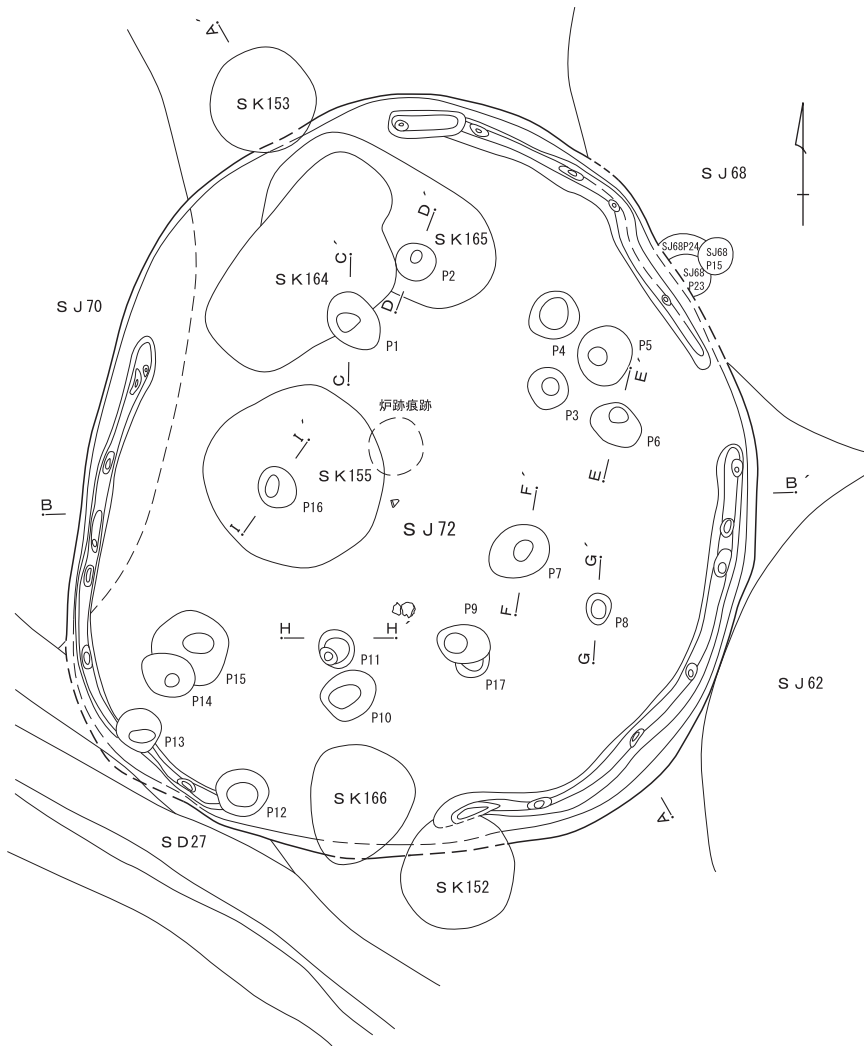 A A´
SK153
SJ68
D´
SK165
SJ68P24
SJ68
P15
C´
SK164
P2
SJ68
P23
D
SJ70
P1
P4
P5
C
E´
炉跡痕跡
P3
P6
I´
SK155
E
F´
B
B´
P16
I
SJ72
P7
G´
F
P8
H
H´
P9
P11
G
P15
P17
P14
P10
SJ62
P13
P12
SK166
A
SD27
SK152